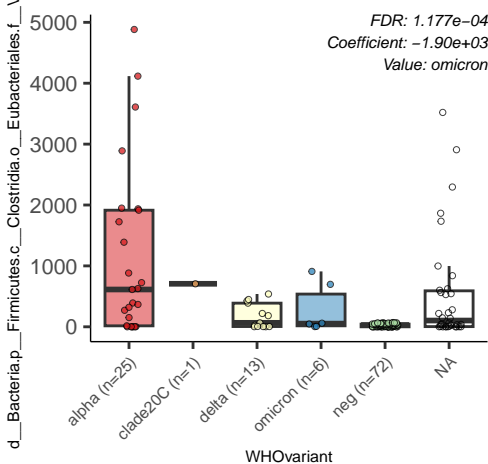 FDR: 1.177e−04
Coefficient: −1.90e+03
Value: omicron
d__Bacteria.p__Firmicutes.c__Clostridia.o__Eubacteriales.f_
5000
4000
3000
2000
1000
0
alpha (n=25)
clade20C (n=1)
delta (n=13)
omicron (n=6)
neg (n=72)
NA
WHOvariant